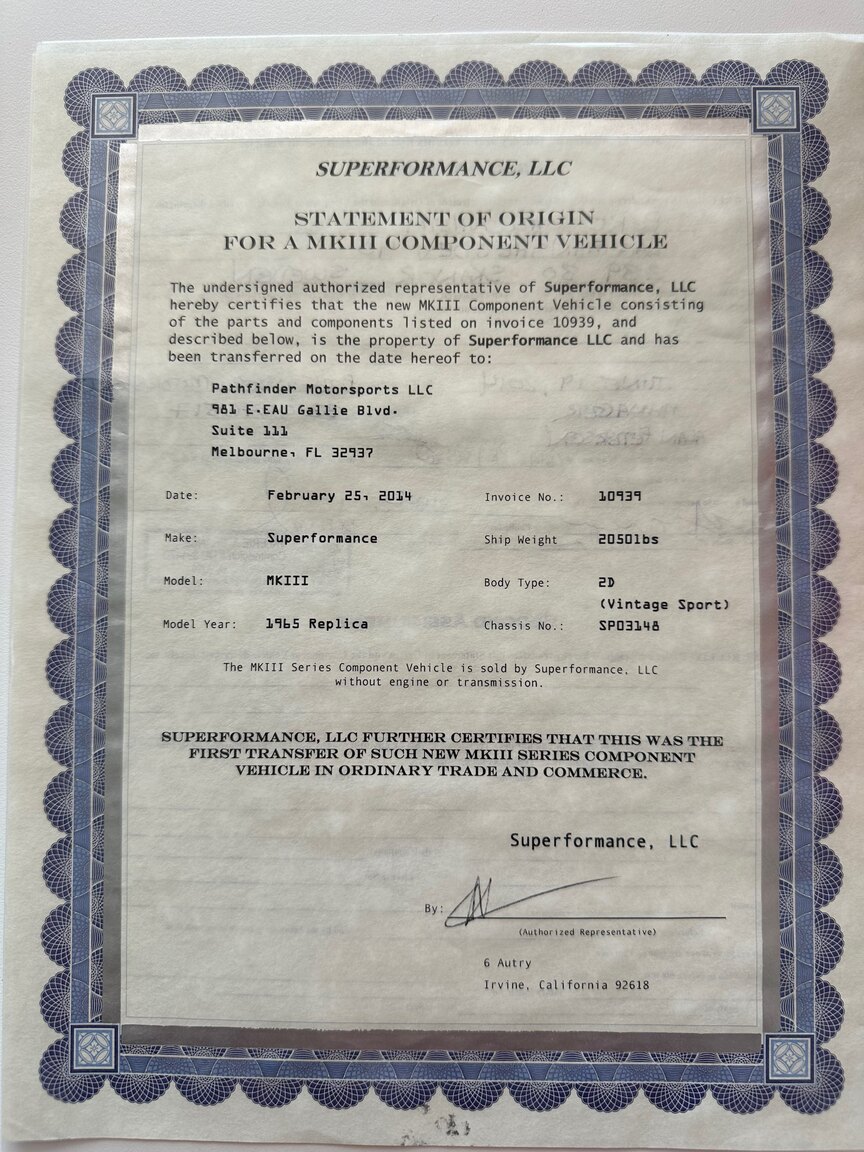 SUPERFORMANCE, LLC
STATEMENT OF ORIGIN
FOR A MKIII COMPONENT VEHICLE
The undersigned authorized representative of Superformance, LLC
hereby certifies that the new MKIII Component Vehicle consisting
of the parts and components listed on invoice 10939, and
described below, is the property of Superformance LLC and has
been transferred on the date hereof to:
Pathfinder Motorsports LLC
981 E.EAU Gallie Blvd.
Suite 111
Melbourne, FL 32937
Date: February 25, 2014 Invoice No.: 10939
Make: Superformance Ship Weight 2050lbs
Model: MKIII Body Type: 2D
(Vintage Sport)
Model Year: 1965 Replica Chassis No.: SP03148
The MKIII Series Component Vehicle is sold by Superformance, LLC
without engine or transmission.
SUPERFORMANCE, LLC FURTHER CERTIFIES THAT THIS WAS THE
FIRST TRANSFER OF SUCH NEW MKIII SERIES COMPONENT
VEHICLE IN ORDINARY TRADE AND COMMERCE.
Superformance, LLC
By:
(Authorized Representative)
6 Autry
Irvine, California 92618